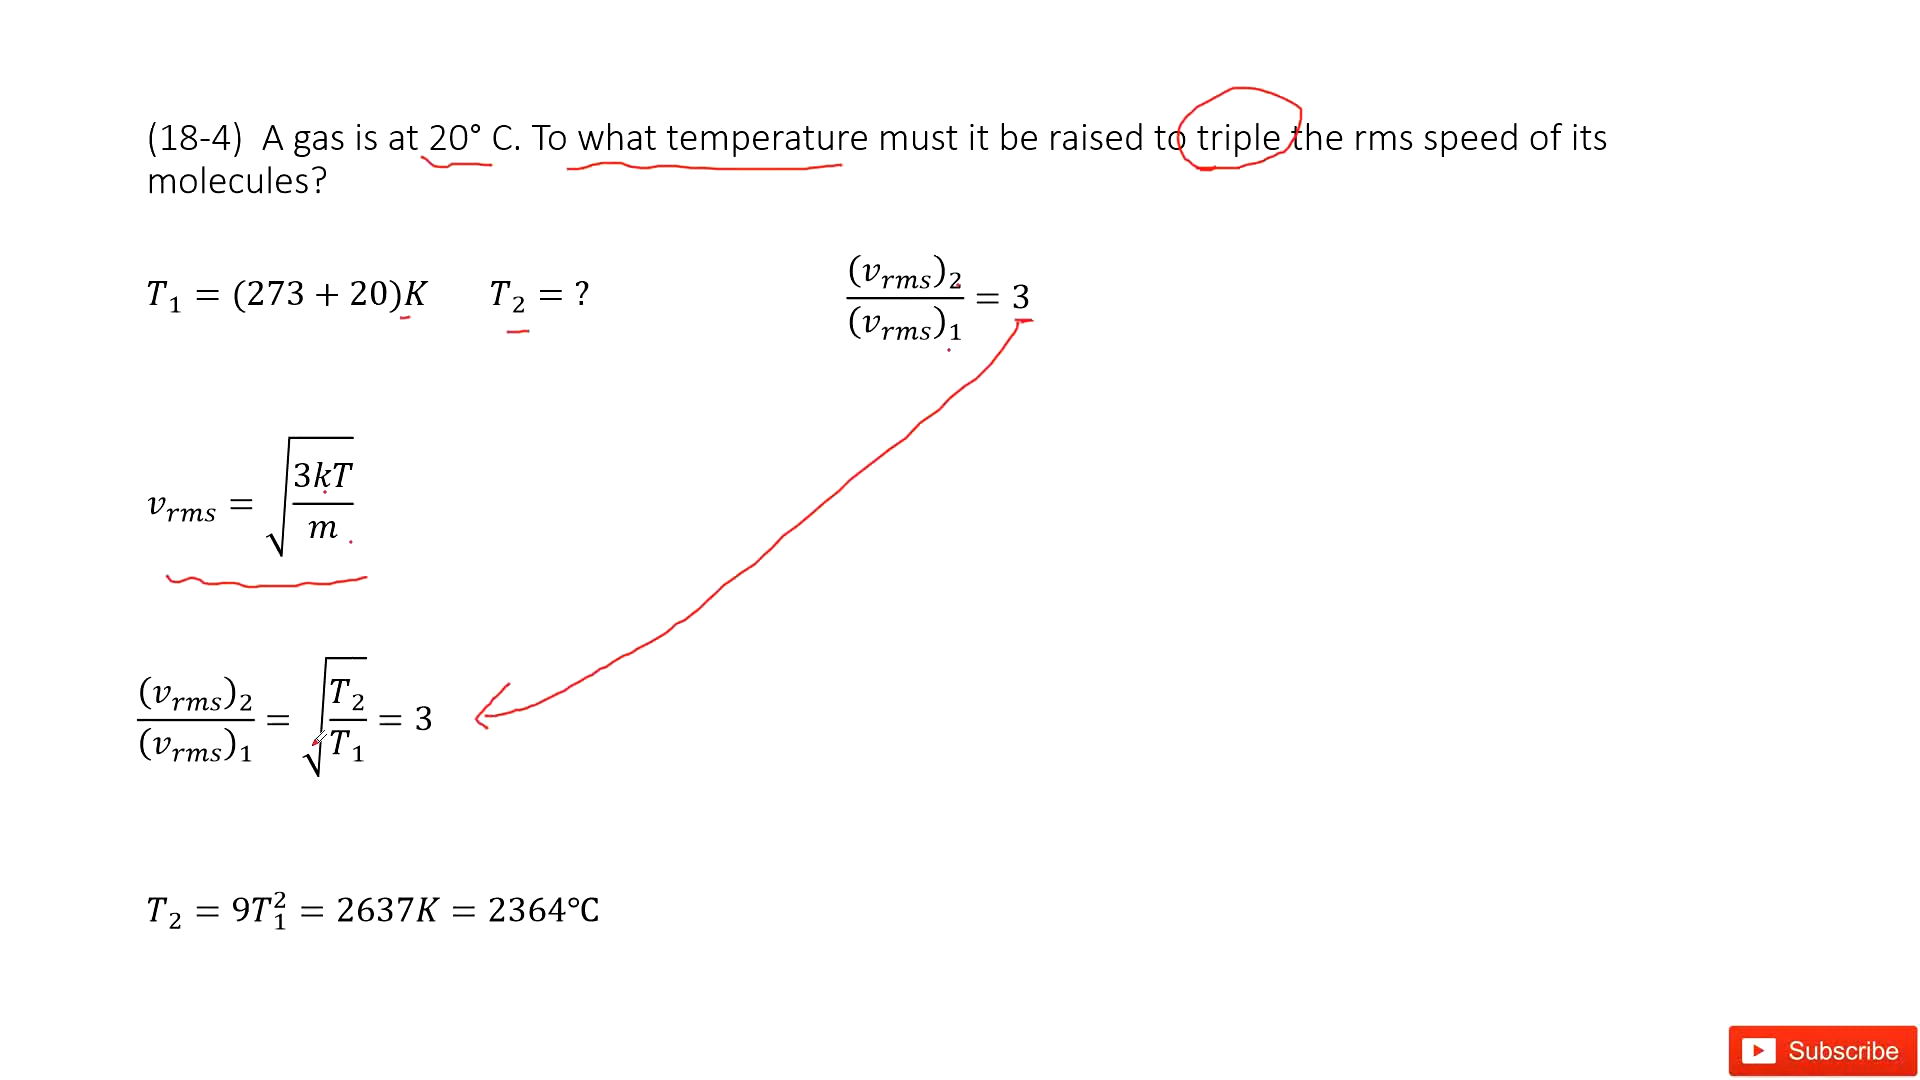 (18-4)  A gas is at 20° C. To what temperature must it be raised to triple the rms speed of its
molecules?
T₁ = (273 + 20)K    T₂ = ?    (v_rms)₂/(v_rms)₁ = 3
v_rms = √(3kT/m)
(v_rms)₂/(v_rms)₁ = √(T₂/T₁) = 3
T₂ = 9T₁² = 2637K = 2364℃
Subscribe